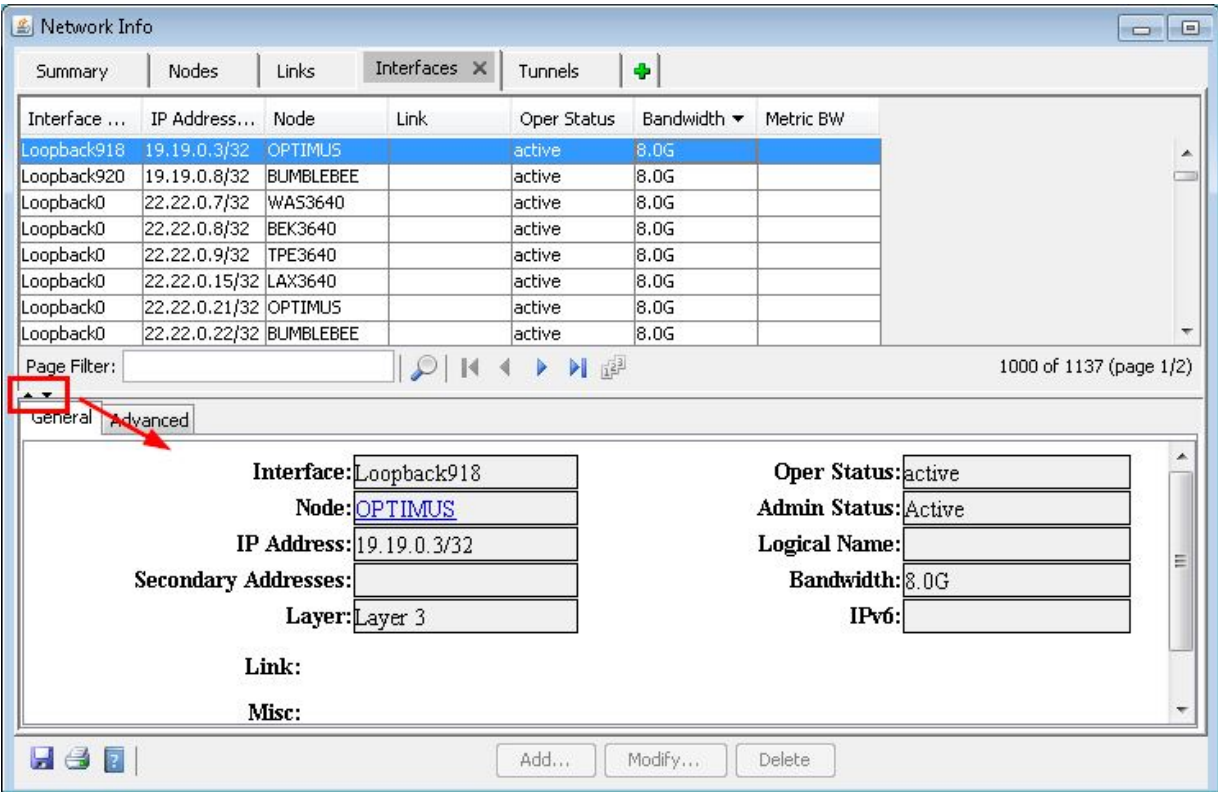 Network Info
Summary Nodes Links Interfaces Tunnels
Interface ... IP Address... Node Link Oper Status Bandwidth Metric BW
Loopback918 19.19.0.3/32 OPTIMUS active 8.0G
Loopback920 19.19.0.8/32 BUMBLEBEE active 8.0G
Loopback0 22.22.0.7/32 WAS3640 active 8.0G
Loopback0 22.22.0.8/32 BEK3640 active 8.0G
Loopback0 22.22.0.9/32 TPE3640 active 8.0G
Loopback0 22.22.0.15/32 LAX3640 active 8.0G
Loopback0 22.22.0.21/32 OPTIMUS active 8.0G
Loopback0 22.22.0.22/32 BUMBLEBEE active 8.0G
Page Filter: 1000 of 1137 (page 1/2)
General Advanced
Interface: Loopback918 Oper Status: active
Node: OPTIMUS Admin Status: Active
IP Address: 19.19.0.3/32 Logical Name:
Secondary Addresses: Bandwidth: 8.0G
Layer: Layer 3 IPv6:
Link:
Misc:
Add... Modify... Delete